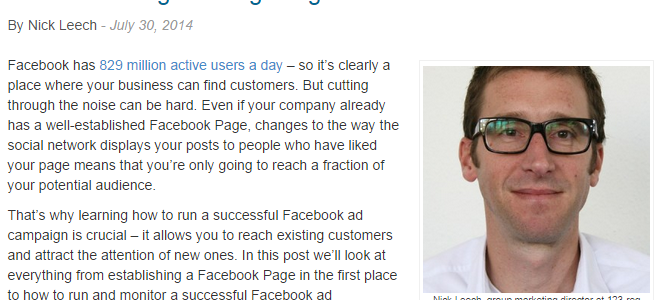 By Nick Leech - July 30, 2014
Facebook has 829 million active users a day – so it's clearly a
place where your business can find customers. But cutting
through the noise can be hard. Even if your company already
has a well-established Facebook Page, changes to the way the
social network displays your posts to people who have liked
your page means that you're only going to reach a fraction of
your potential audience.
That's why learning how to run a successful Facebook ad
campaign is crucial – it allows you to reach existing customers
and attract the attention of new ones. In this post we'll look at
everything from establishing a Facebook Page in the first place
to how to run and monitor a successful Facebook ad
Nick Leech, group marketing director at 123-reg